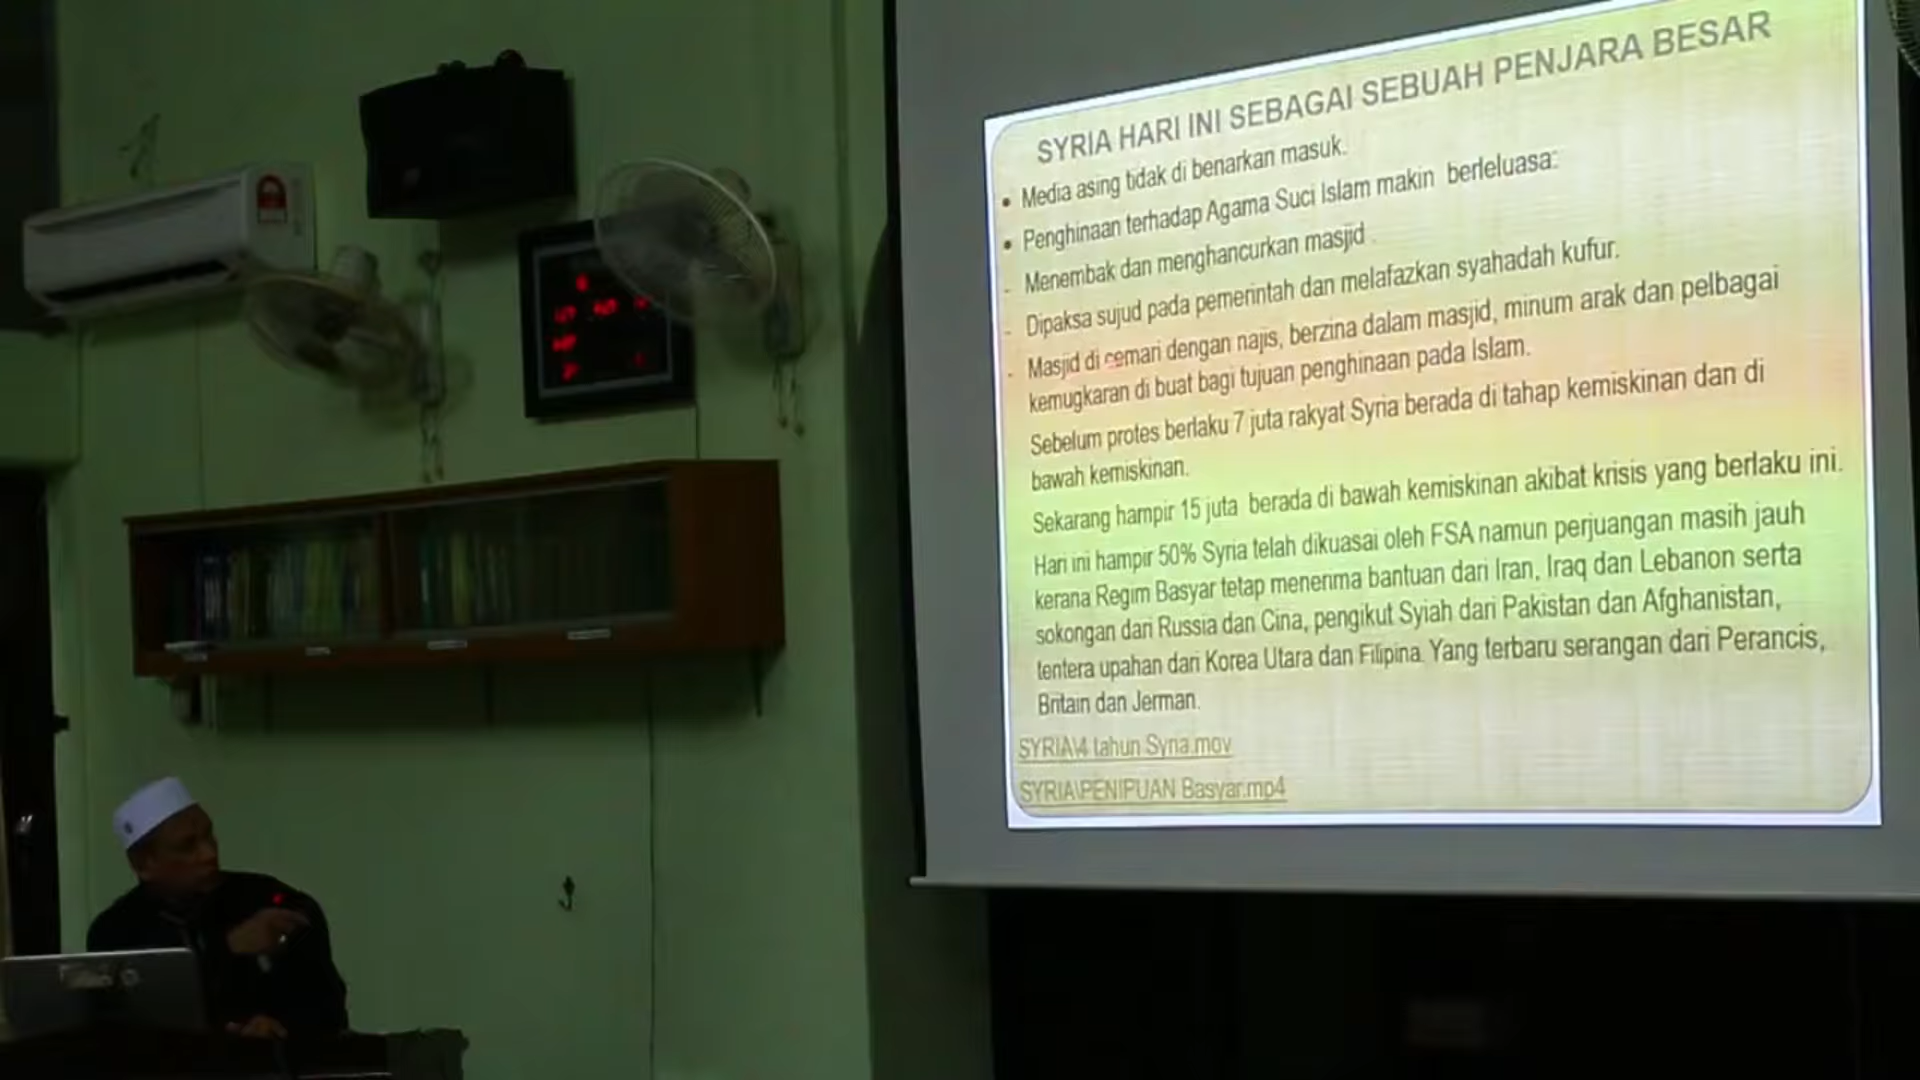 SYRIA HARI INI SEBAGAI SEBUAH PENJARA BESAR
• Media asing tidak di benarkan masuk.
• Penghinaan terhadap Agama Suci Islam makin berleluasa:
- Menembak dan menghancurkan masjid.
- Dipaksa sujud pada pemerintah dan melafazkan syahadah kufur.
- Masjid di cemari dengan najis, berzina dalam masjid, minum arak dan pelbagai
kemugkaran di buat bagi tujuan penghinaan pada Islam.
Sebelum protes berlaku 7 juta rakyat Syria berada di tahap kemiskinan dan di
bawah kemiskinan.
Sekarang hampir 15 juta berada di bawah kemiskinan akibat krisis yang berlaku ini.
Hari ini hampir 50% Syria telah dikuasai oleh FSA namun perjuangan masih jauh
kerana Regim Basyar tetap menerima bantuan dari Iran, Iraq dan Lebanon serta
sokongan dari Russia dan Cina, pengikut Syiah dari Pakistan dan Afghanistan,
tentera upahan dari Korea Utara dan Filipina. Yang terbaru serangan dari Perancis,
Britain dan Jerman.
SYRIA\4 tahun Syria.mov
SYRIA\PENIPUAN Basyar.mp4